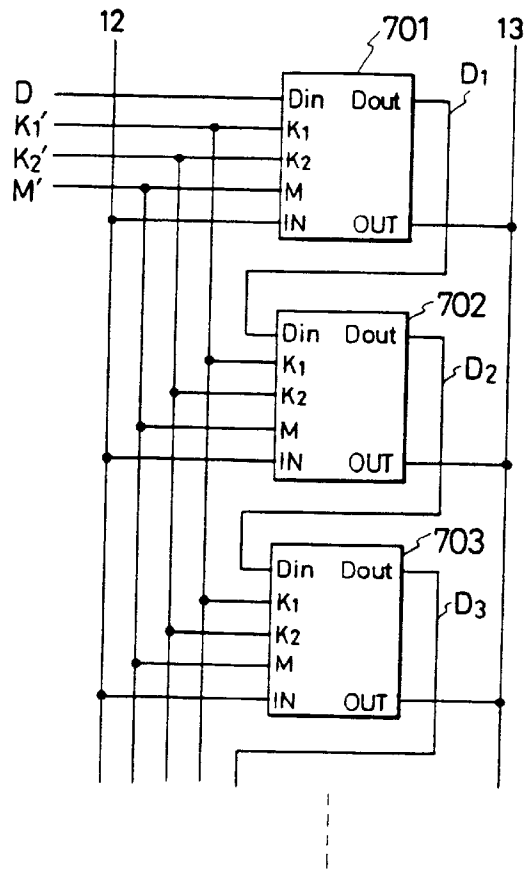 12 701 13
D Din Dout D₁
K₁' K₁
K₂' K₂
M' M
IN OUT
702
Din Dout D₂
K₁
K₂
M
IN OUT
703
Din Dout D₃
K₁
K₂
M
IN OUT